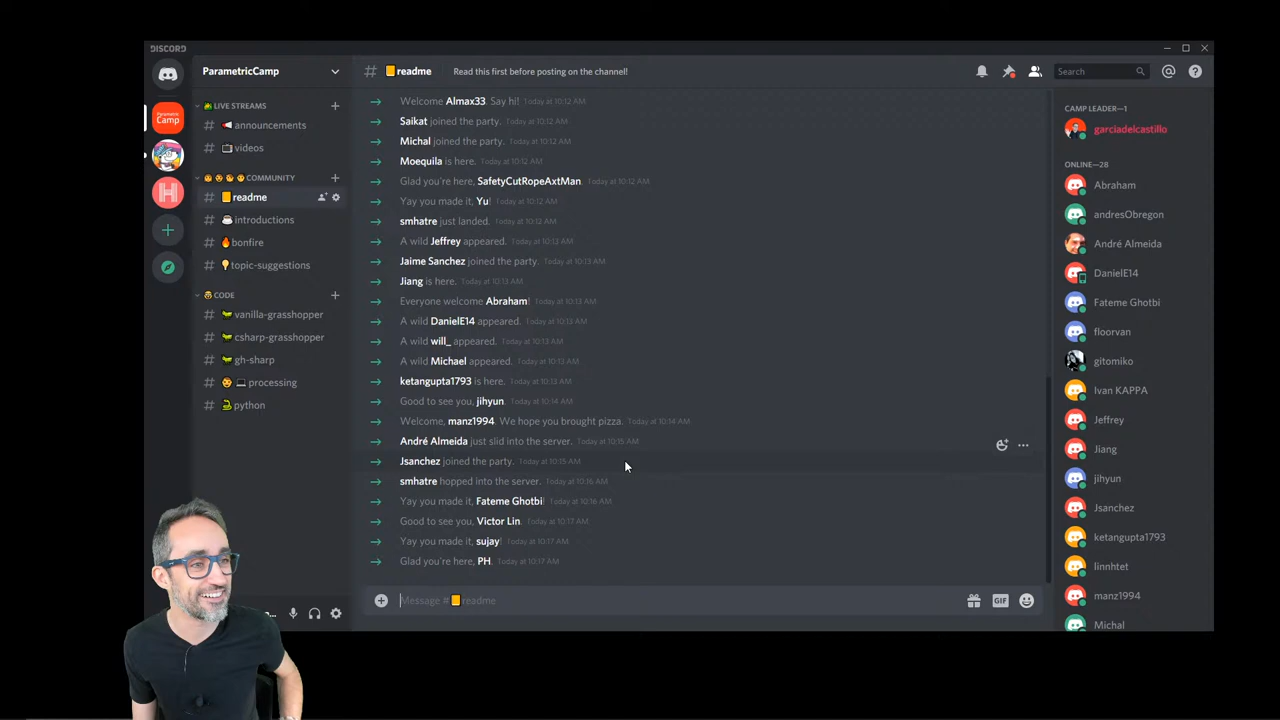 DISCORD
ParametricCamp
LIVE STREAMS
# announcements
# videos
COMMUNITY
# readme
# introductions
# bonfire
# topic-suggestions
CODE
# vanilla-grasshopper
# csharp-grasshopper
# gh-sharp
# processing
# python
Parametric Camp
# readme Read this first before posting on the channel!
Search
Welcome Almax33. Say hi! Today at 10:12 AM
Saikat joined the party. Today at 10:12 AM
Michal joined the party. Today at 10:12 AM
Moequila is here. Today at 10:12 AM
Glad you're here, SafetyCutRopeAxtMan. Today at 10:12 AM
Yay you made it, Yu! Today at 10:12 AM
smhatre just landed. Today at 10:12 AM
A wild Jeffrey appeared. Today at 10:13 AM
Jaime Sanchez joined the party. Today at 10:13 AM
Jiang is here. Today at 10:13 AM
Everyone welcome Abraham! Today at 10:13 AM
A wild DanielE14 appeared. Today at 10:13 AM
A wild will_ appeared. Today at 10:13 AM
A wild Michael appeared. Today at 10:13 AM
ketangupta1793 is here. Today at 10:13 AM
Good to see you, jihyun. Today at 10:14 AM
Welcome, manz1994. We hope you brought pizza. Today at 10:14 AM
André Almeida just slid into the server. Today at 10:15 AM
Jsanchez joined the party. Today at 10:15 AM
smhatre hopped into the server. Today at 10:16 AM
Yay you made it, Fateme Ghotbi! Today at 10:16 AM
Good to see you, Victor Lin. Today at 10:17 AM
Yay you made it, sujay! Today at 10:17 AM
Glad you're here, PH. Today at 10:17 AM
Message # readme
GIF
CAMP LEADER—1
garciadelcastillo
ONLINE—28
Abraham
andresObregon
André Almeida
DanielE14
Fateme Ghotbi
floorvan
gitomiko
Ivan KAPPA
Jeffrey
Jiang
jihyun
Jsanchez
ketangupta1793
linnhtet
manz1994
Michal